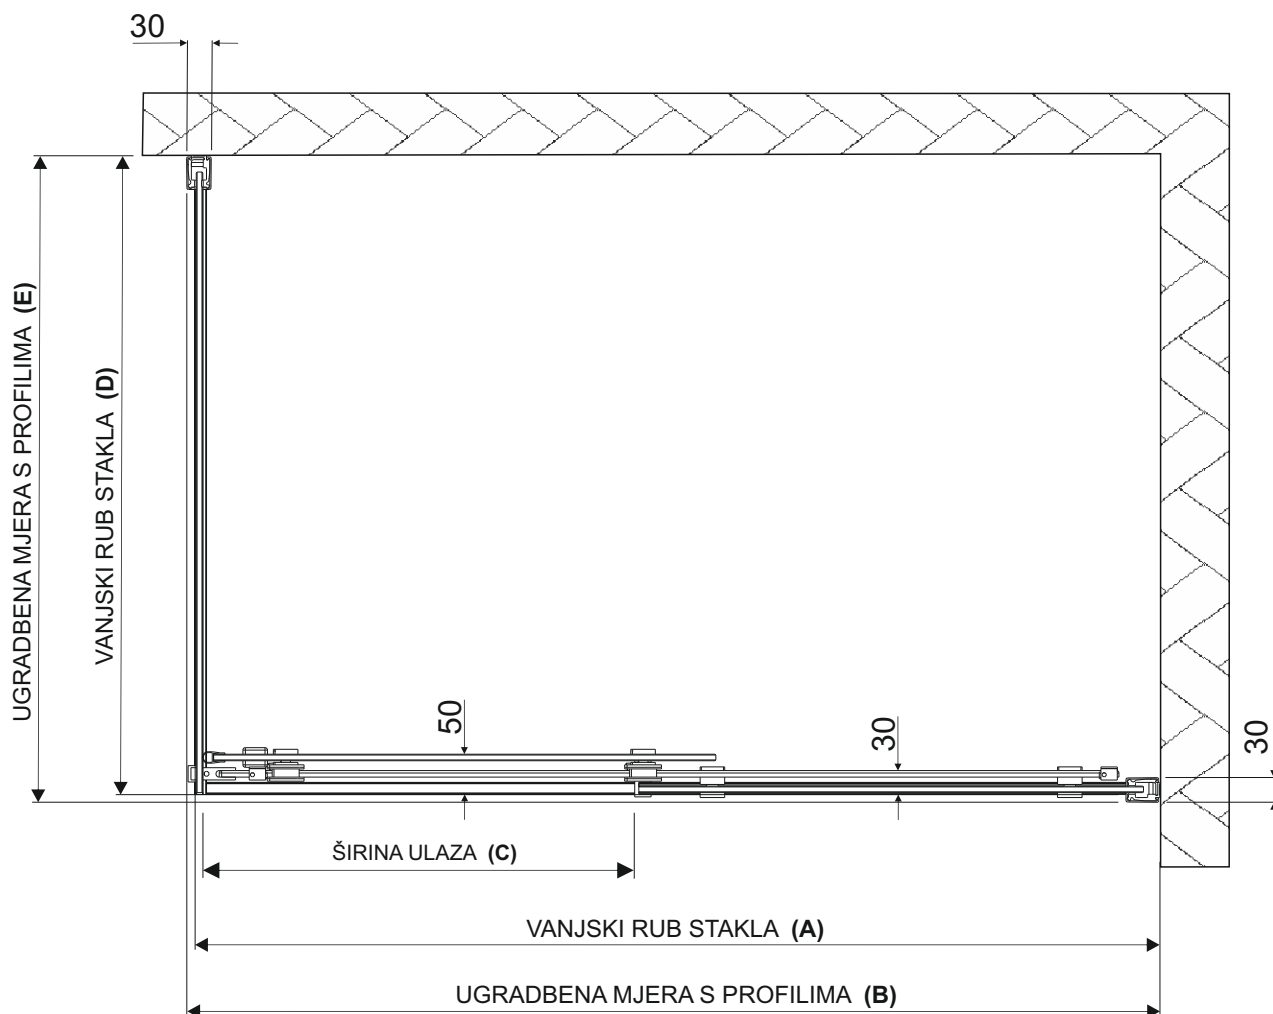 30
UGRADBENA MJERA S PROFILIMA (E)
VANJSKI RUB STAKLA (D)
50
30
30
ŠIRINA ULAZA (C)
VANJSKI RUB STAKLA (A)
UGRADBENA MJERA S PROFILIMA (B)